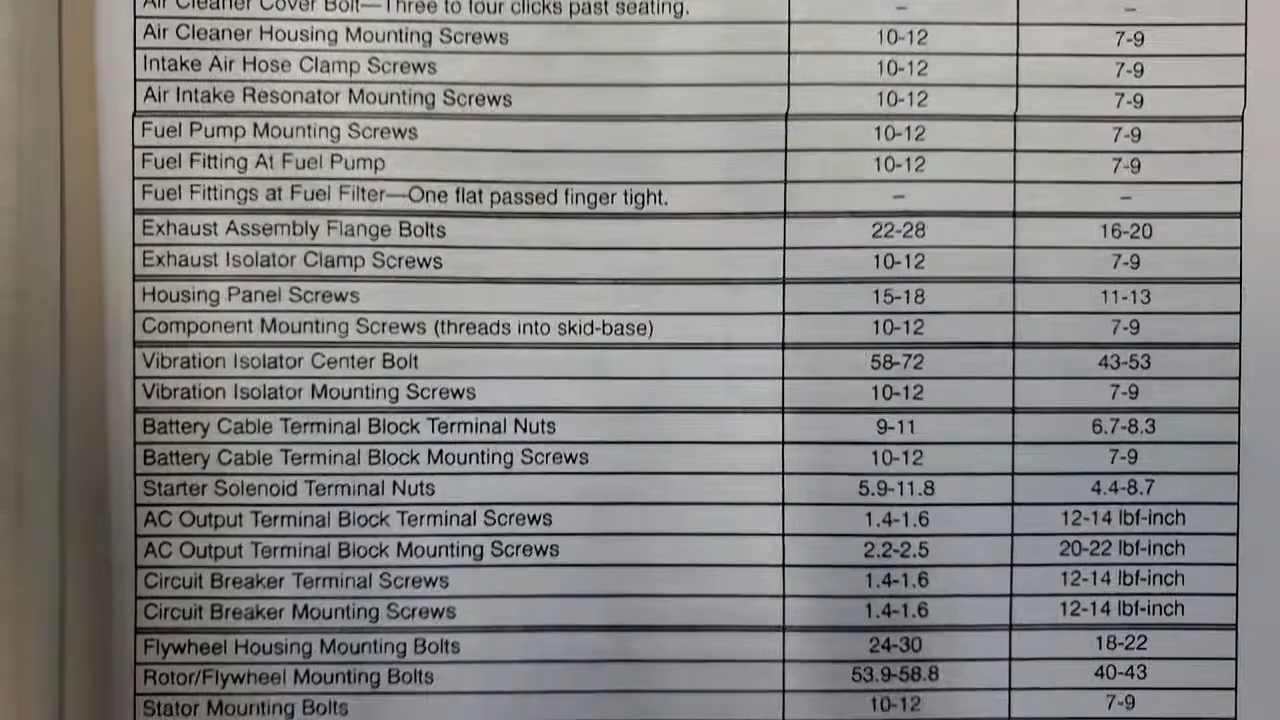 Air Cleaner Cover Bolt—Three to four clicks past seating. – –
Air Cleaner Housing Mounting Screws 10-12 7-9
Intake Air Hose Clamp Screws 10-12 7-9
Air Intake Resonator Mounting Screws 10-12 7-9
Fuel Pump Mounting Screws 10-12 7-9
Fuel Fitting At Fuel Pump 10-12 7-9
Fuel Fittings at Fuel Filter—One flat passed finger tight. – –
Exhaust Assembly Flange Bolts 22-28 16-20
Exhaust Isolator Clamp Screws 10-12 7-9
Housing Panel Screws 15-18 11-13
Component Mounting Screws (threads into skid-base) 10-12 7-9
Vibration Isolator Center Bolt 58-72 43-53
Vibration Isolator Mounting Screws 10-12 7-9
Battery Cable Terminal Block Terminal Nuts 9-11 6.7-8.3
Battery Cable Terminal Block Mounting Screws 10-12 7-9
Starter Solenoid Terminal Nuts 5.9-11.8 4.4-8.7
AC Output Terminal Block Terminal Screws 1.4-1.6 12-14 lbf-inch
AC Output Terminal Block Mounting Screws 2.2-2.5 20-22 lbf-inch
Circuit Breaker Terminal Screws 1.4-1.6 12-14 lbf-inch
Circuit Breaker Mounting Screws 1.4-1.6 12-14 lbf-inch
Flywheel Housing Mounting Bolts 24-30 18-22
Rotor/Flywheel Mounting Bolts 53.9-58.8 40-43
Stator Mounting Bolts 10-12 7-9